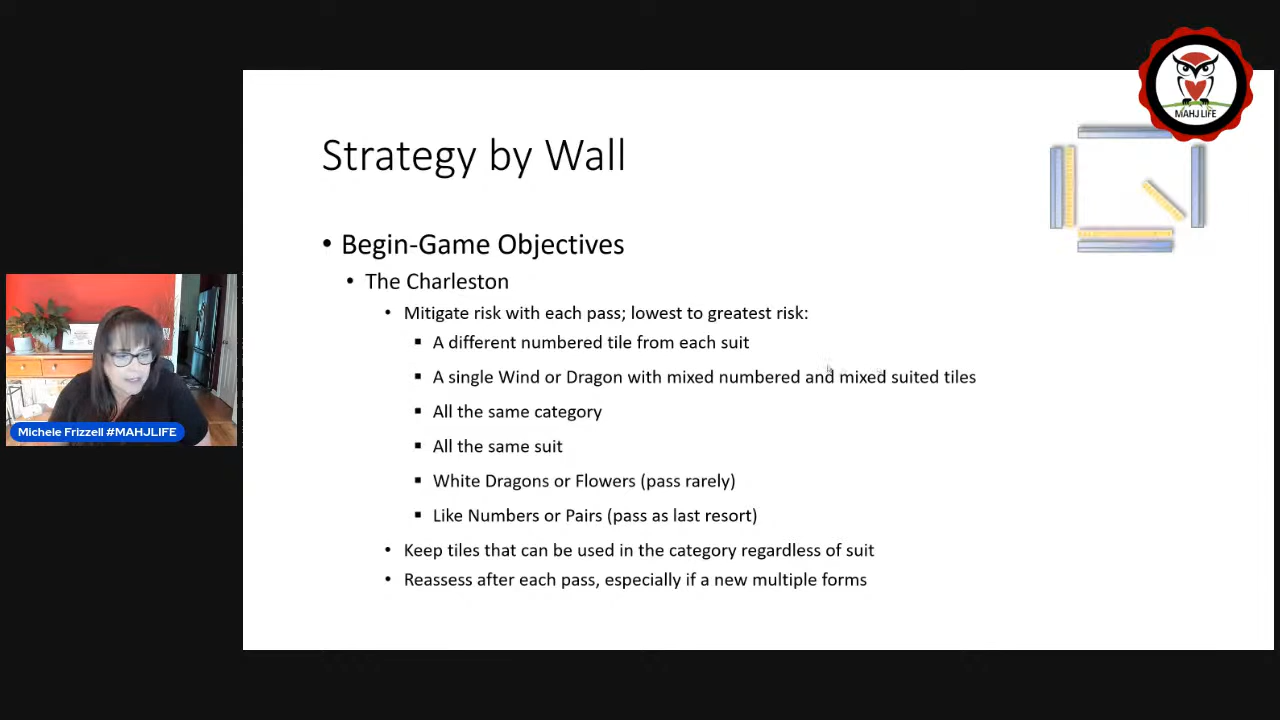 MAHJ LIFE
Strategy by Wall
• Begin-Game Objectives
• The Charleston
• Mitigate risk with each pass; lowest to greatest risk:
▪ A different numbered tile from each suit
▪ A single Wind or Dragon with mixed numbered and mixed suited tiles
▪ All the same category
▪ All the same suit
▪ White Dragons or Flowers (pass rarely)
▪ Like Numbers or Pairs (pass as last resort)
• Keep tiles that can be used in the category regardless of suit
• Reassess after each pass, especially if a new multiple forms
Michele Frizzell #MAHJLIFE